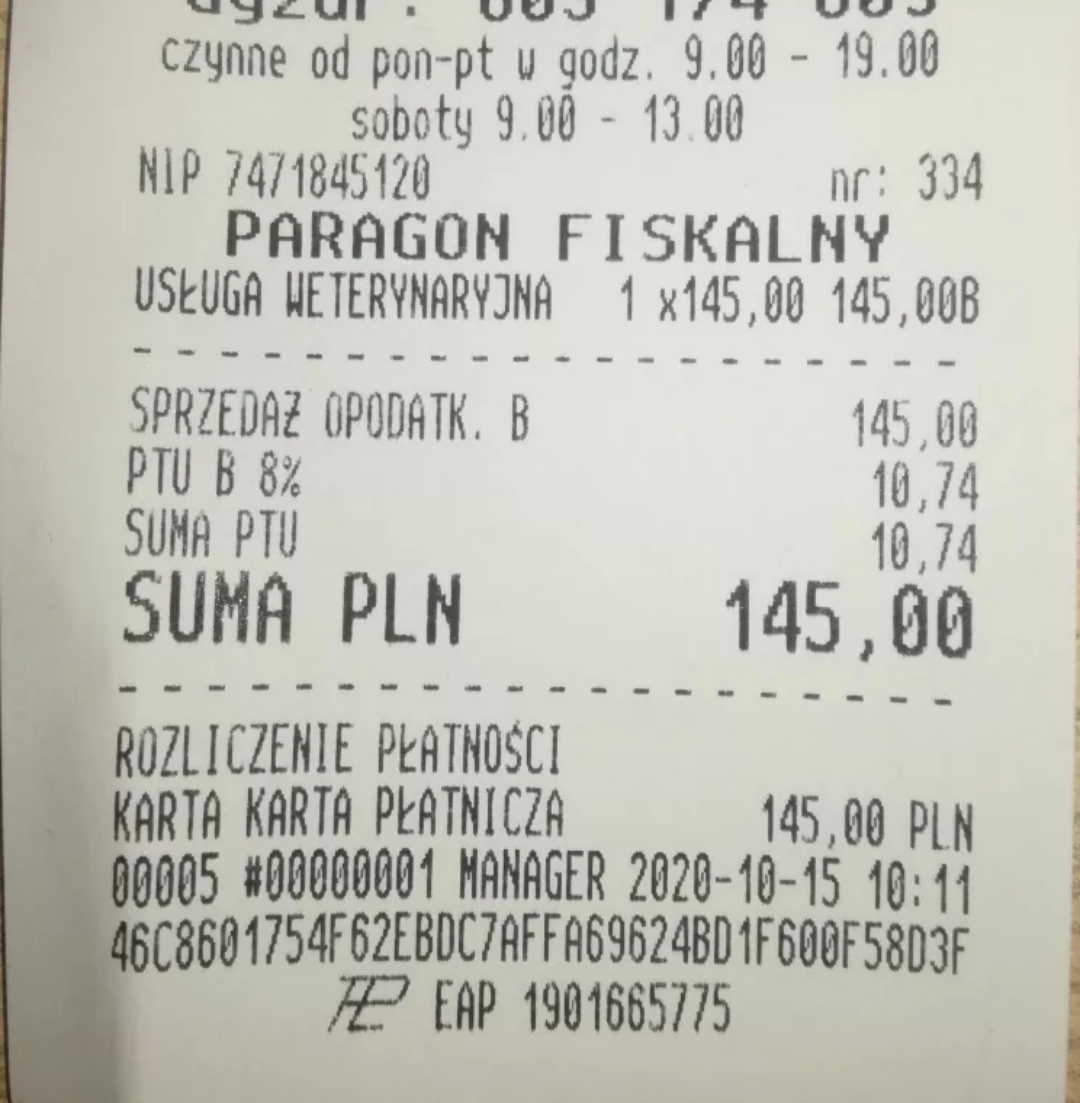 czynne od pon-pt w godz. 9.00 - 19.00
soboty 9.00 - 13.00
NIP 7471845120 nr: 334
PARAGON FISKALNY
USŁUGA WETERYNARYJNA 1 x145,00 145,00B
SPRZEDAŻ OPODATK. B 145,00
PTU B 8% 10,74
SUMA PTU 10,74
SUMA PLN 145,00
ROZLICZENIE PŁATNOŚCI
KARTA KARTA PŁATNICZA 145,00 PLN
00005 #00000001 MANAGER 2020-10-15 10:11
46C8601754F62EBDC7AFFA69624BD1F600F58D3F
EAP 1901665775